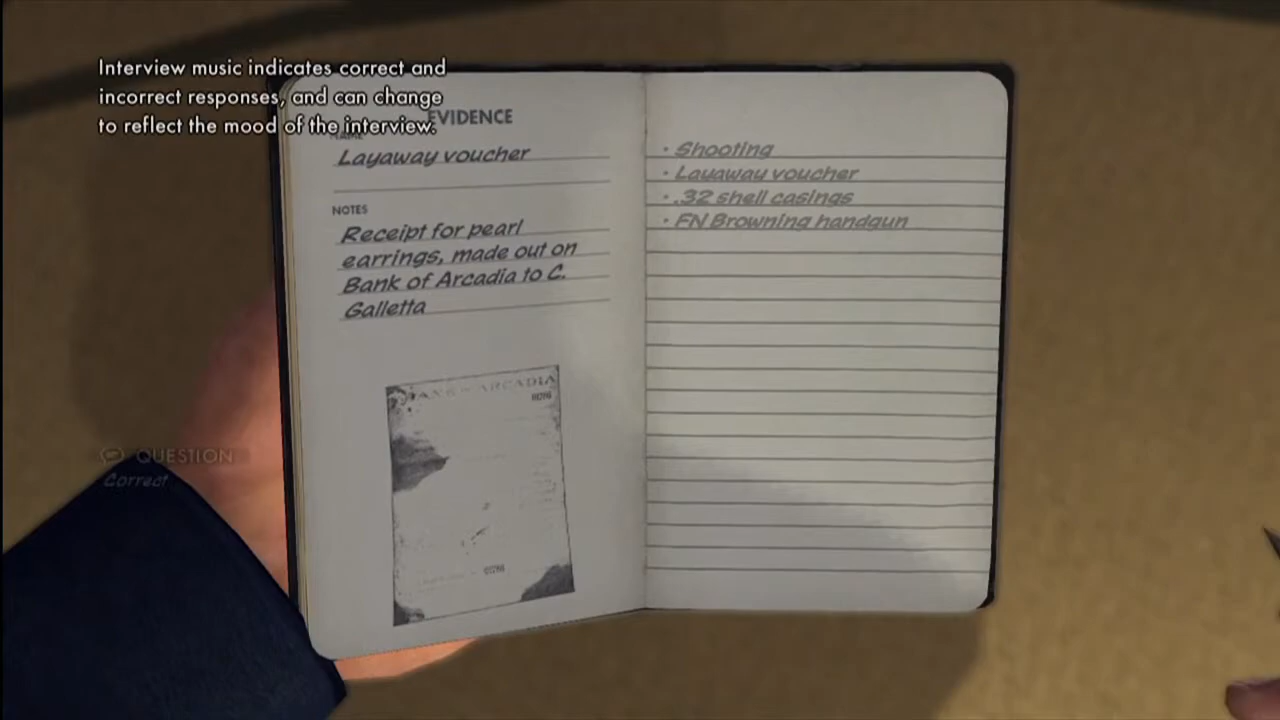 Interview music indicates correct and
incorrect responses, and can change
to reflect the mood of the interview.
EVIDENCE
Layaway voucher
NOTES
Receipt for pearl
earrings, made out on
Bank of Arcadia to C.
Galletta
ARCADIA
01786
• Shooting
• Layaway voucher
• .32 shell casings
• FN Browning handgun
QUESTION
Correct